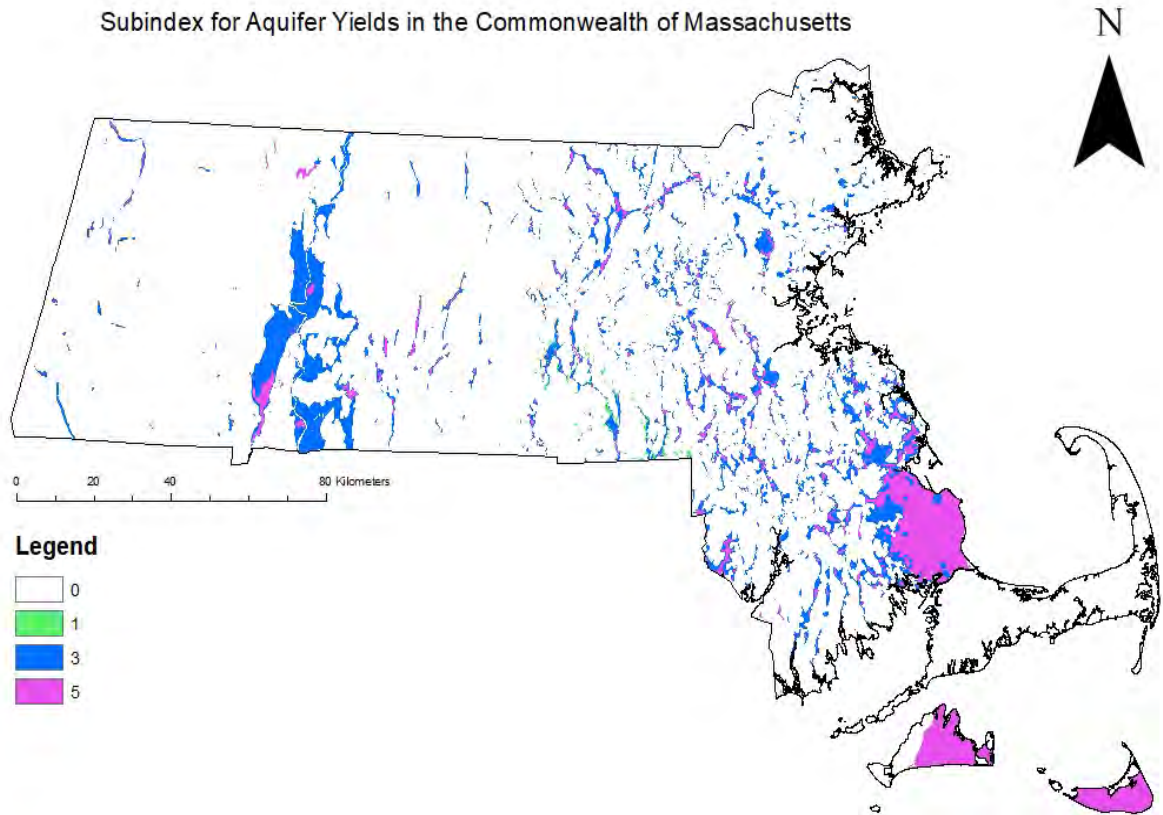 Subindex for Aquifer Yields in the Commonwealth of Massachusetts
N
0 20 40 80 Kilometers
Legend
0
1
3
5